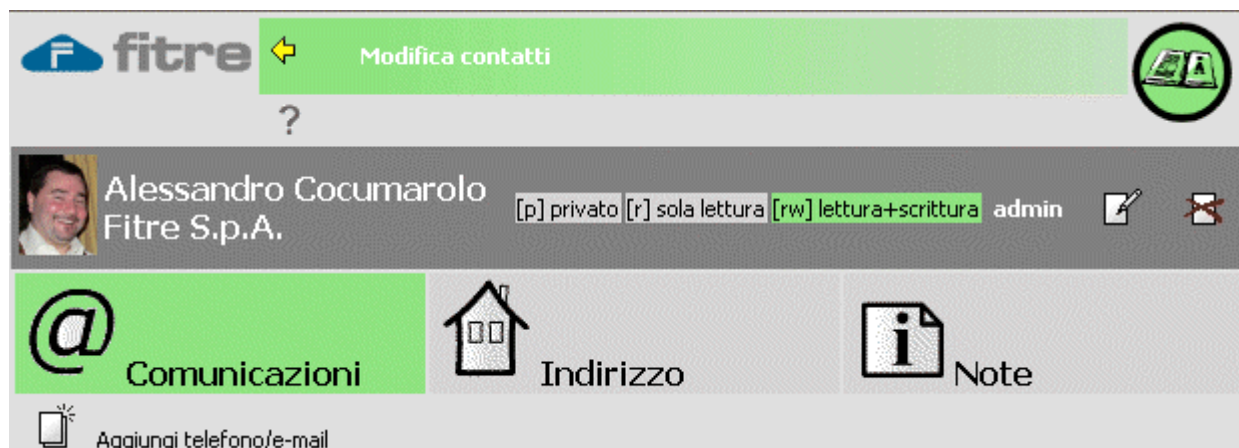 fitre
Modifica contatti
?
Alessandro Cocumarolo
Fitre S.p.A.
[p] privato [r] sola lettura [rw] lettura+scrittura admin
@ Comunicazioni
Indirizzo
i Note
Aggiungi telefono/e-mail